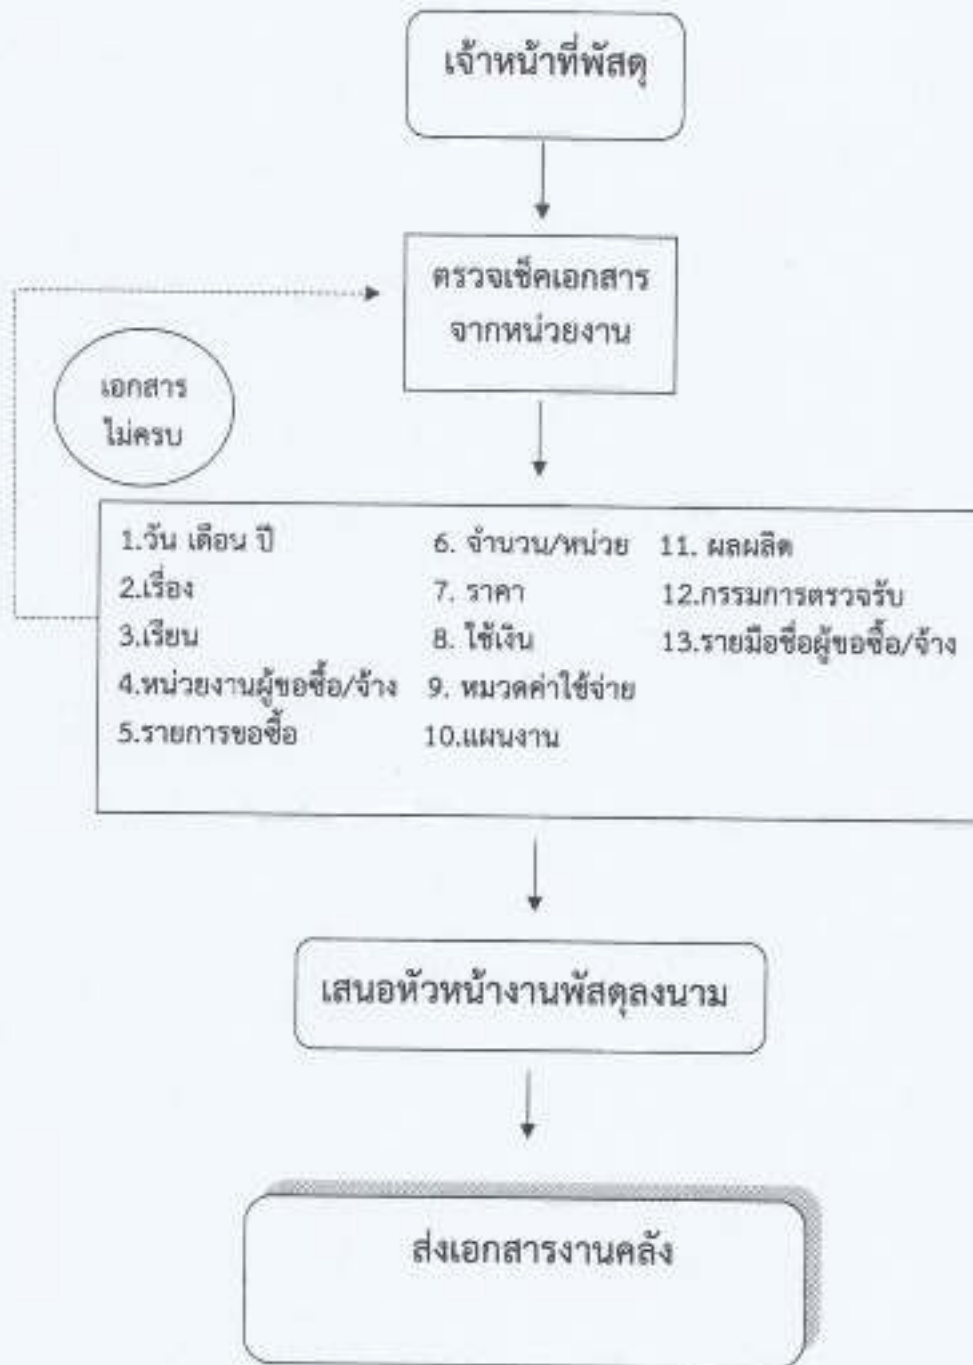 เจ้าหน้าที่พัสดุ
ตรวจเช็คเอกสาร
จากหน่วยงาน
เอกสาร
ไม่ครบ
1.วัน เดือน ปี
2.เรื่อง
3.เรียน
4.หน่วยงานผู้ขอซื้อ/จ้าง
5.รายการขอซื้อ
6. จำนวน/หน่วย
7. ราคา
8. ใช้เงิน
9. หมวดค่าใช้จ่าย
10.แผนงาน
11. ผลผลิต
12.กรรมการตรวจรับ
13.รายมือชื่อผู้ขอซื้อ/จ้าง
เสนอหัวหน้างานพัสดุลงนาม
ส่งเอกสารงานคลัง